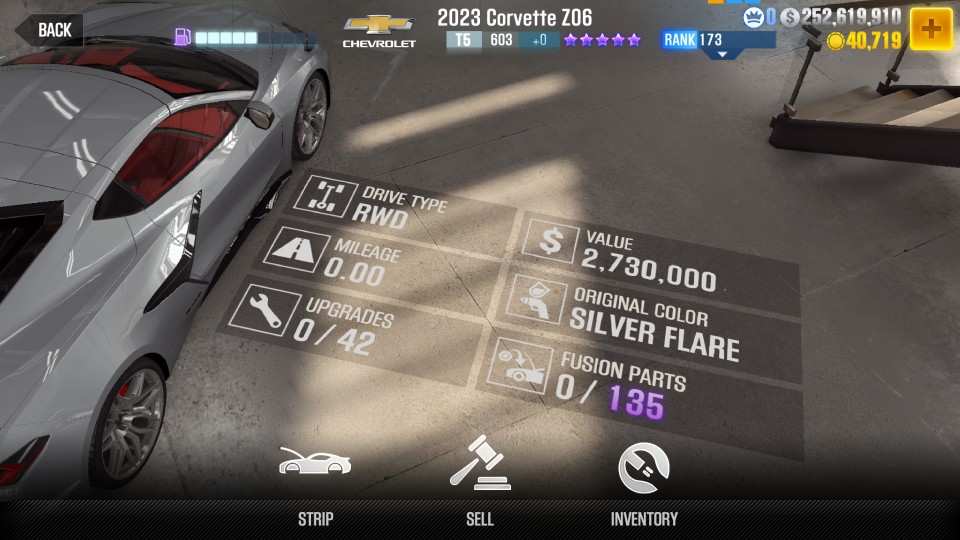 BACK
CHEVROLET
2023 Corvette Z06
T5 603 +0
RANK 173
0 $ 252,619,910
40,719
+
DRIVE TYPE
RWD
MILEAGE
0.00
UPGRADES
0 / 42
$
VALUE
2,730,000
ORIGINAL COLOR
SILVER FLARE
FUSION PARTS
0 / 135
STRIP
SELL
INVENTORY